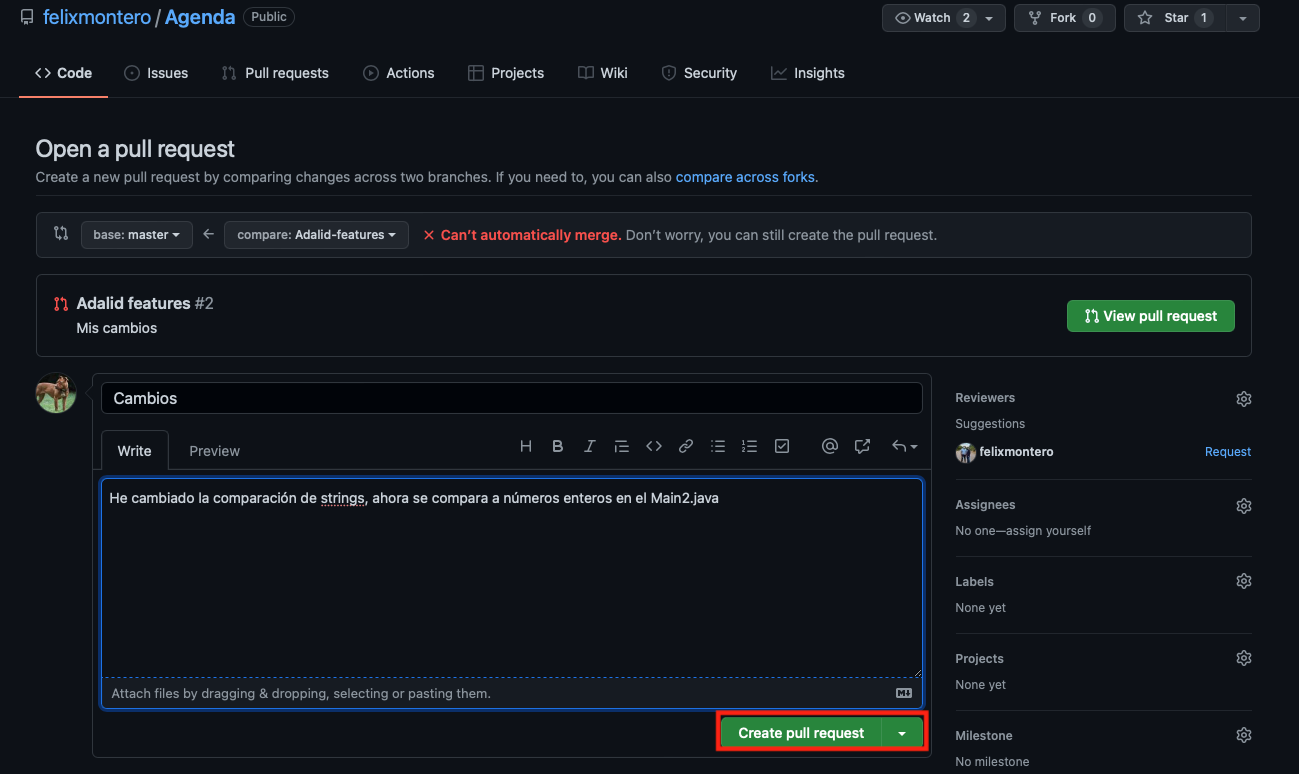 felixmontero / Agenda Public
Watch 2 Fork 0 Star 1
Code Issues Pull requests Actions Projects Wiki Security Insights
Open a pull request
Create a new pull request by comparing changes across two branches. If you need to, you can also compare across forks.
base: master ← compare: Adalid-features × Can’t automatically merge. Don’t worry, you can still create the pull request.
Adalid features #2
Mis cambios
View pull request
Cambios
Write Preview
He cambiado la comparación de strings, ahora se compara a números enteros en el Main2.java
Attach files by dragging & dropping, selecting or pasting them.
Create pull request
Reviewers
Suggestions
felixmontero Request
Assignees
No one—assign yourself
Labels
None yet
Projects
None yet
Milestone
No milestone